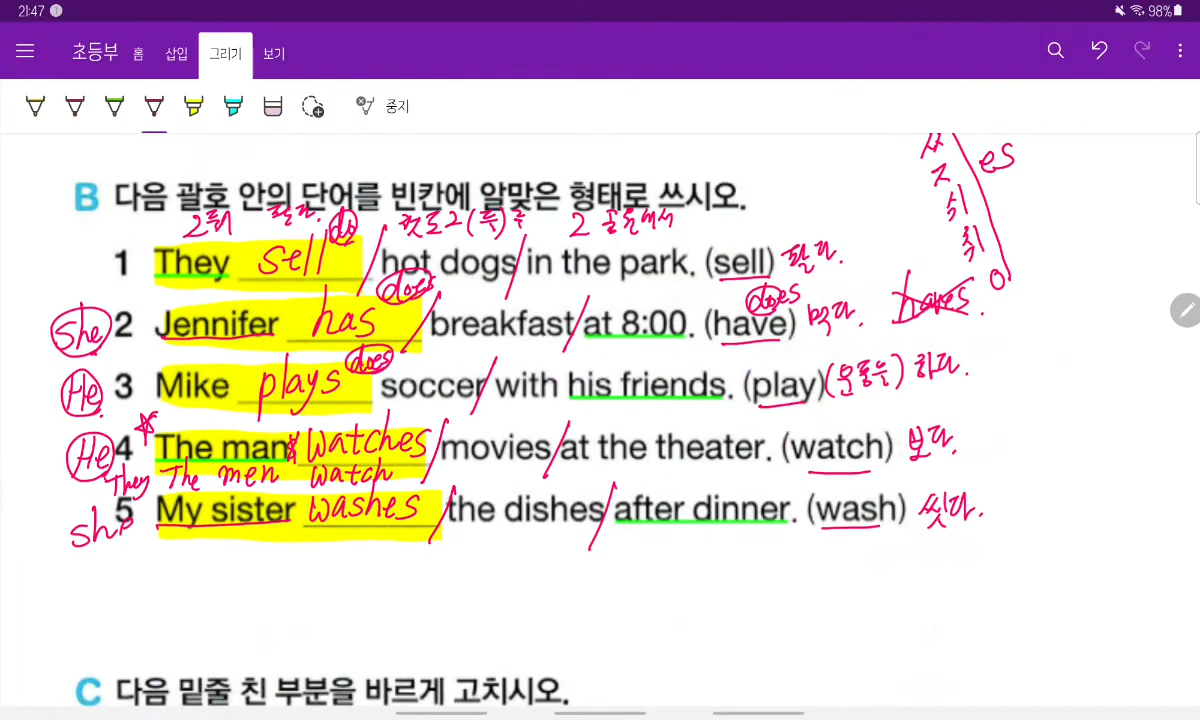 21:47 98%
초등부 홈 삽입 그리기 보기
중지
ㅆ es
ㅈ
쉬
취
o
B 다음 괄호 안의 단어를 빈칸에 알맞은 형태로 쓰시오.
팔다. do 2 공원에서
1 They sell / hot dogs / in the park. (sell) 팔다.
does does
She 2 Jennifer has / breakfast / at 8:00. (have) 먹다. haves.
does
He 3 Mike plays soccer / with his friends. (play) (운동을) 하다.
He 4 The man watches / movies / at the theater. (watch) 보다.
They The men watch
she 5 My sister washes / the dishes / after dinner. (wash) 씻다.
C 다음 밑줄 친 부분을 바르게 고치시오.